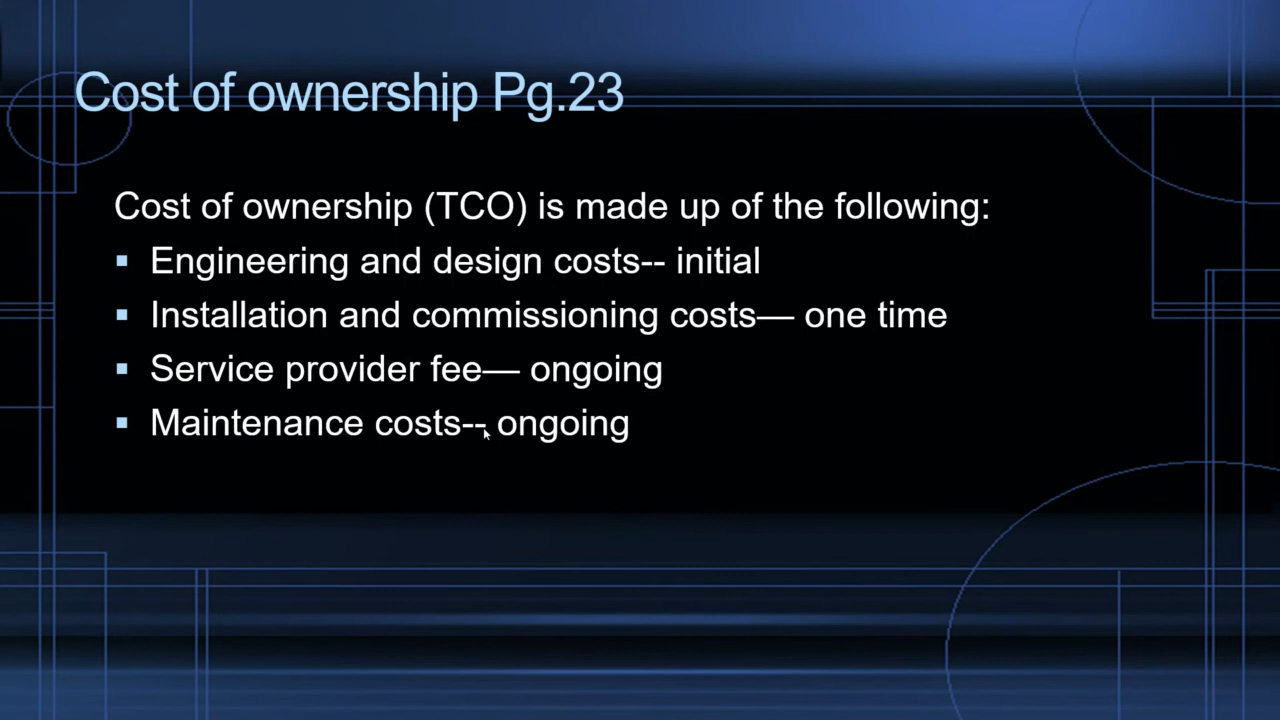 Cost of ownership Pg.23
Cost of ownership (TCO) is made up of the following:
▪ Engineering and design costs-- initial
▪ Installation and commissioning costs— one time
▪ Service provider fee— ongoing
▪ Maintenance costs-- ongoing